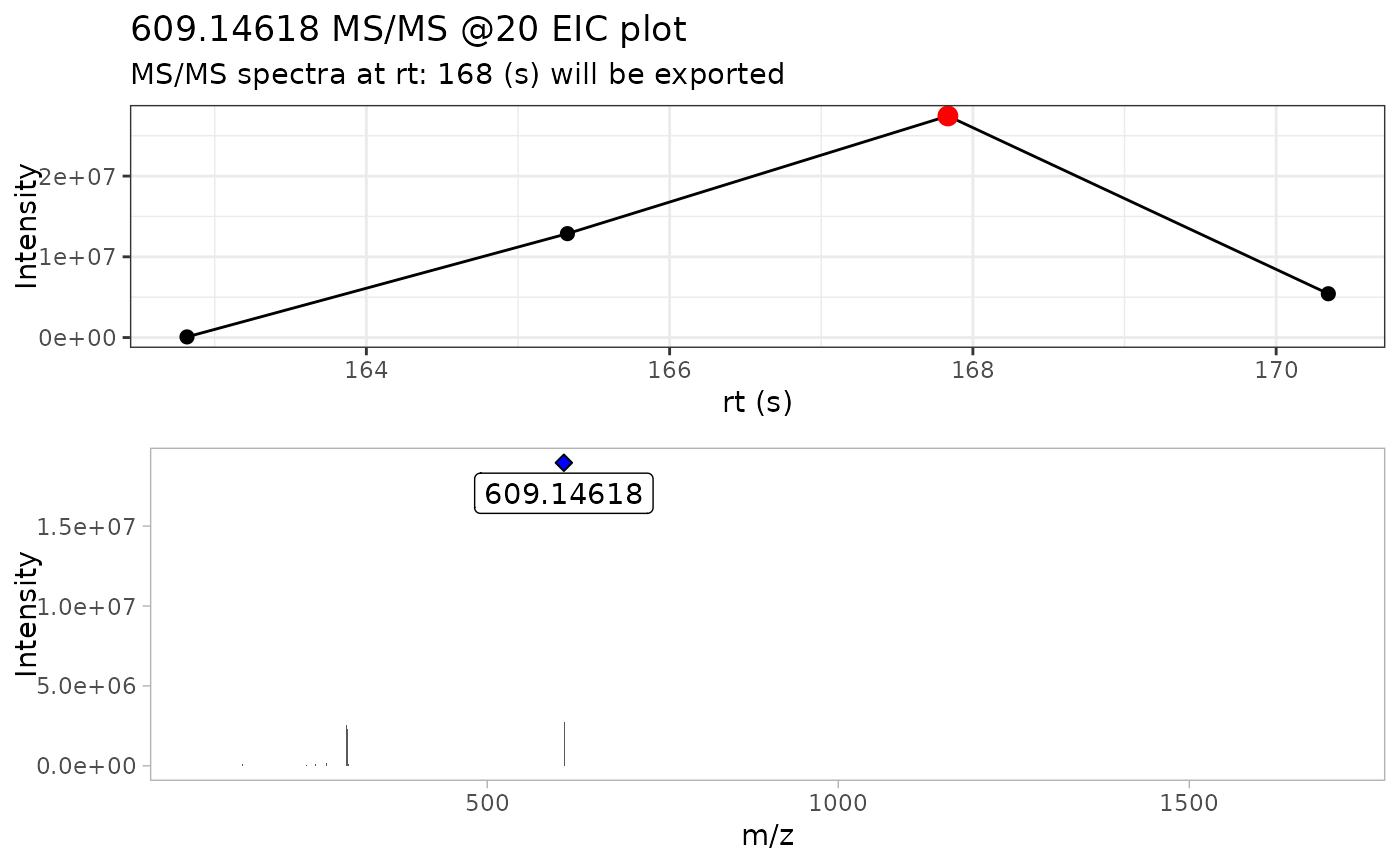 609.14618 MS/MS @20 EIC plot
MS/MS spectra at rt: 168 (s) will be exported
Intensity
2e+07
1e+07
0e+00
164 166 168 170
rt (s)
609.14618
Intensity
1.5e+07
1.0e+07
5.0e+06
0.0e+00
500 1000 1500
m/z